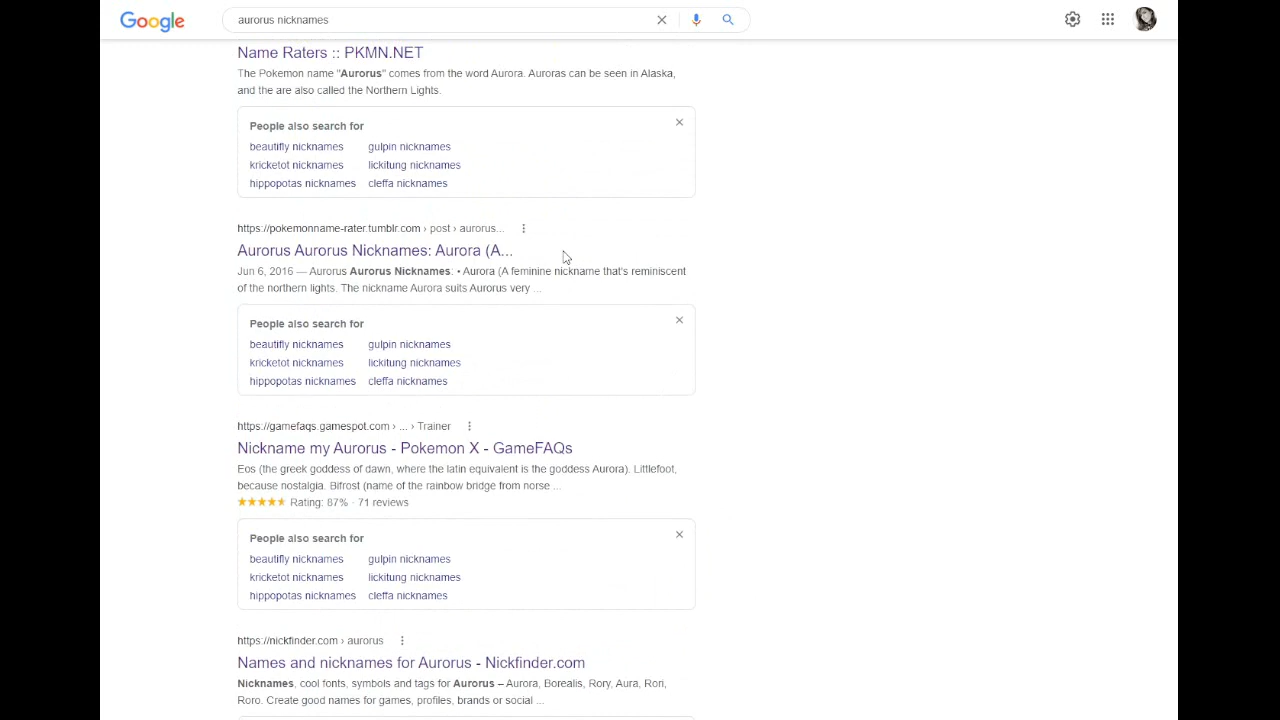 Google
aurorus nicknames
Name Raters :: PKMN.NET
The Pokemon name "Aurorus" comes from the word Aurora. Auroras can be seen in Alaska,
and the are also called the Northern Lights.
People also search for
beautifly nicknames gulpin nicknames
kricketot nicknames lickitung nicknames
hippopotas nicknames cleffa nicknames
https://pokemonname-rater.tumblr.com › post › aurorus...
Aurorus Aurorus Nicknames: Aurora (A...
Jun 6, 2016 — Aurorus Aurorus Nicknames: • Aurora (A feminine nickname that's reminiscent
of the northern lights. The nickname Aurora suits Aurorus very ...
People also search for
beautifly nicknames gulpin nicknames
kricketot nicknames lickitung nicknames
hippopotas nicknames cleffa nicknames
https://gamefaqs.gamespot.com › ... › Trainer
Nickname my Aurorus - Pokemon X - GameFAQs
Eos (the greek goddess of dawn, where the latin equivalent is the goddess Aurora). Littlefoot,
because nostalgia. Bifrost (name of the rainbow bridge from norse ...
Rating: 87% · 71 reviews
People also search for
beautifly nicknames gulpin nicknames
kricketot nicknames lickitung nicknames
hippopotas nicknames cleffa nicknames
https://nickfinder.com › aurorus
Names and nicknames for Aurorus - Nickfinder.com
Nicknames, cool fonts, symbols and tags for Aurorus – Aurora, Borealis, Rory, Aura, Rori,
Roro. Create good names for games, profiles, brands or social ...